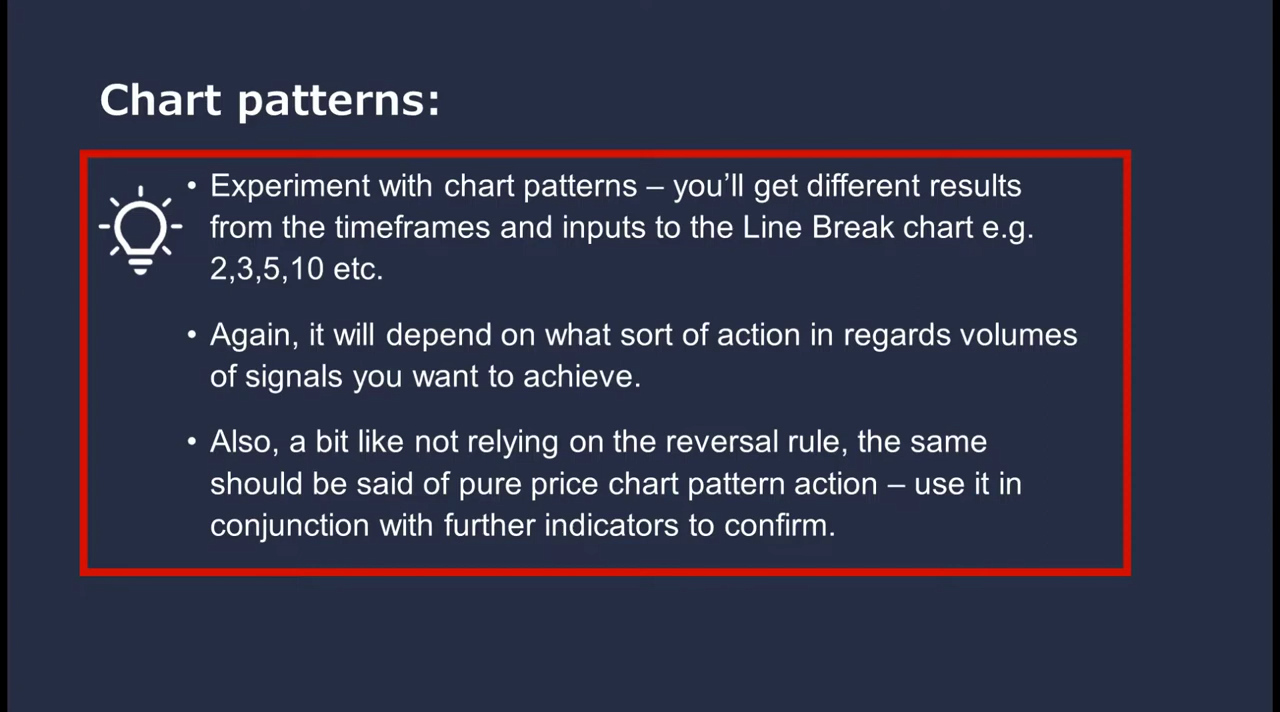 Chart patterns:
• Experiment with chart patterns – you’ll get different results
from the timeframes and inputs to the Line Break chart e.g.
2,3,5,10 etc.
• Again, it will depend on what sort of action in regards volumes
of signals you want to achieve.
• Also, a bit like not relying on the reversal rule, the same
should be said of pure price chart pattern action – use it in
conjunction with further indicators to confirm.